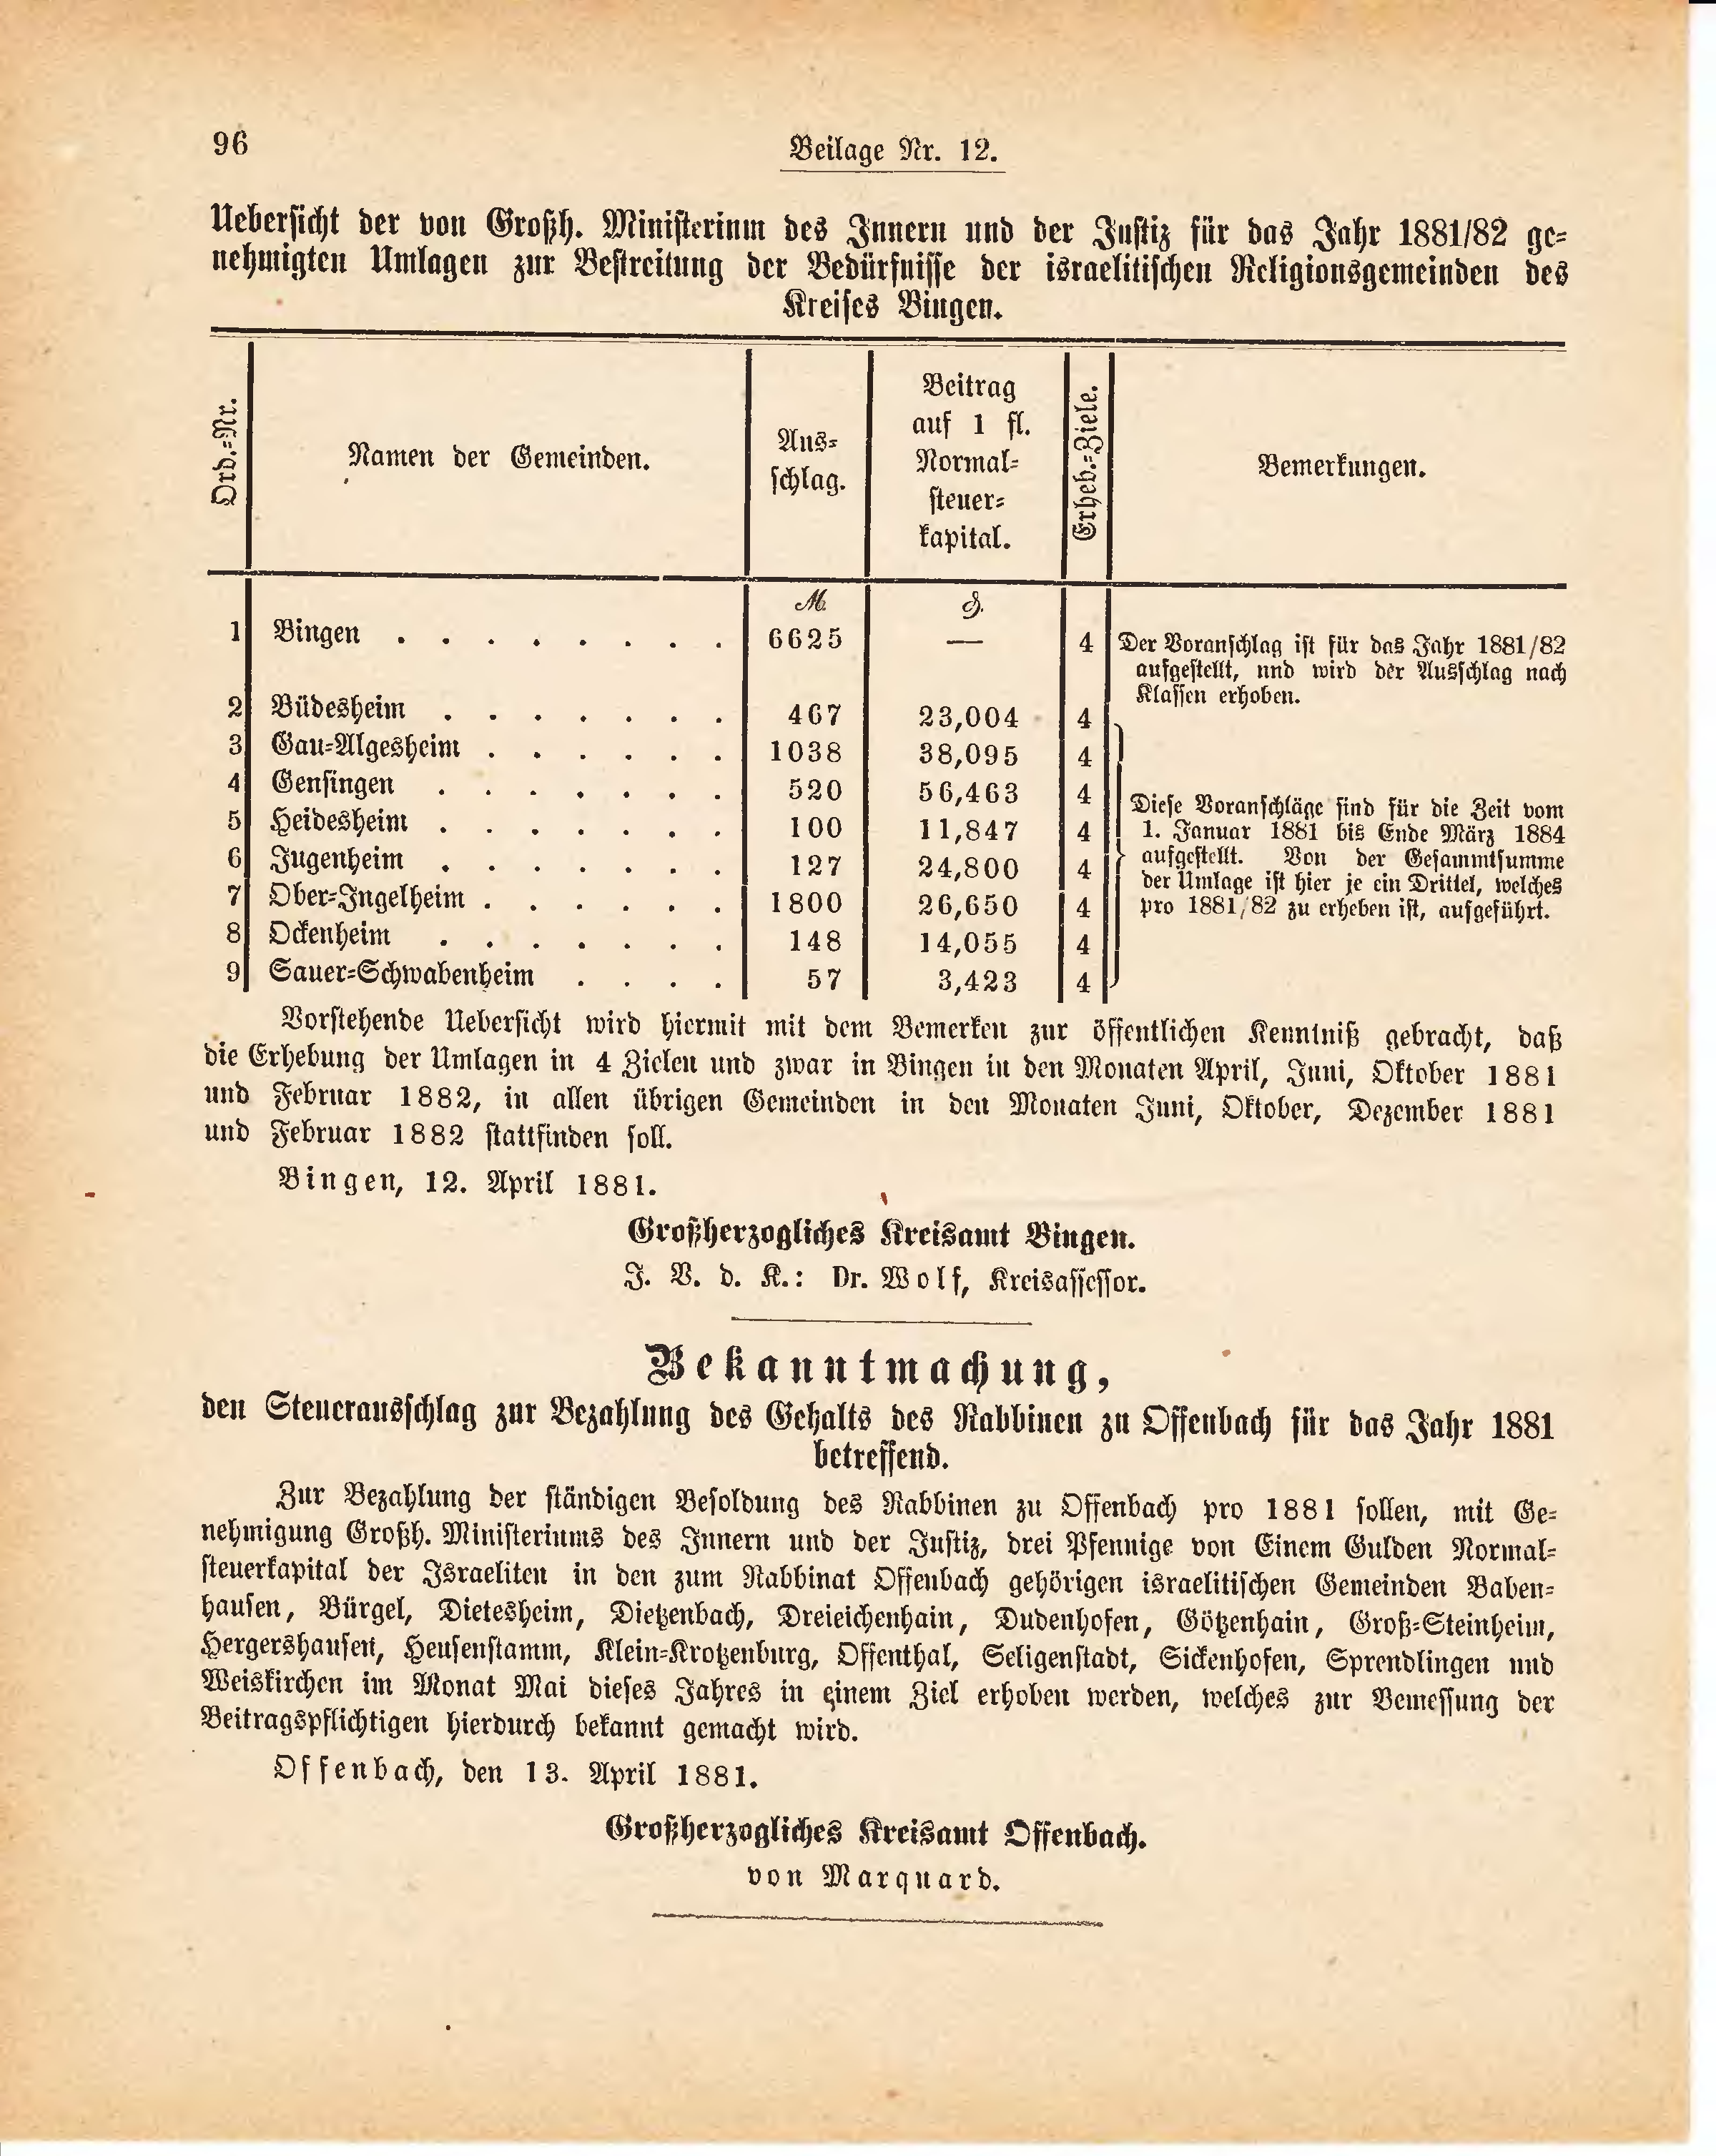 96
Beilage Nr. 12.
Uebersicht der von Großh. Ministerium des Innern und der Justiz für das Jahr 1881/82 ge-
nehmigten Umlagen zur Bestreitung der Bedürfnisse der israelitischen Religionsgemeinden des
Kreises Bingen.
Ord.-Nr. Namen der Gemeinden. Aus-schlag. Beitrag auf 1 fl. Normal-steuer-kapital. Erheb.-Ziele. Bemerkungen.
ℳ ₰
1 Bingen . . . . . . . . 6625 — 4 Der Voranschlag ist für das Jahr 1881/82
aufgestellt, und wird der Ausschlag nach
Klassen erhoben.
2 Büdesheim . . . . . . . 467 23,004 4
3 Gau-Algesheim . . . . . . 1038 38,095 4
4 Gensingen . . . . . . . 520 56,463 4
5 Heidesheim . . . . . . . 100 11,847 4
6 Jugenheim . . . . . . . 127 24,800 4
7 Ober-Ingelheim . . . . . . 1800 26,650 4
8 Ockenheim . . . . . . . 148 14,055 4
9 Sauer-Schwabenheim . . . . 57 3,423 4
Diese Voranschläge sind für die Zeit vom
1. Januar 1881 bis Ende März 1884
aufgestellt. Von der Gesammtsumme
der Umlage ist hier je ein Drittel, welches
pro 1881/82 zu erheben ist, aufgeführt.
Vorstehende Uebersicht wird hiermit mit dem Bemerken zur öffentlichen Kenntniß gebracht, daß
die Erhebung der Umlagen in 4 Zielen und zwar in Bingen in den Monaten April, Juni, Oktober 1881
und Februar 1882, in allen übrigen Gemeinden in den Monaten Juni, Oktober, Dezember 1881
und Februar 1882 stattfinden soll.
Bingen, 12. April 1881.
Großherzogliches Kreisamt Bingen.
J. V. d. K.: Dr. Wolf, Kreisassessor.
Bekanntmachung,
den Steuerausschlag zur Bezahlung des Gehalts des Rabbinen zu Offenbach für das Jahr 1881
betreffend.
Zur Bezahlung der ständigen Besoldung des Rabbinen zu Offenbach pro 1881 sollen, mit Ge-
nehmigung Großh. Ministeriums des Innern und der Justiz, drei Pfennige von Einem Gulden Normal-
steuerkapital der Israeliten in den zum Rabbinat Offenbach gehörigen israelitischen Gemeinden Baben-
hausen, Bürgel, Dietesheim, Dietzenbach, Dreieichenhain, Dudenhofen, Götzenhain, Groß-Steinheim,
Hergershausen, Heusenstamm, Klein-Krotzenburg, Offenthal, Seligenstadt, Sickenhofen, Sprendlingen und
Weiskirchen im Monat Mai dieses Jahres in einem Ziel erhoben werden, welches zur Bemessung der
Beitragspflichtigen hierdurch bekannt gemacht wird.
Offenbach, den 13. April 1881.
Großherzogliches Kreisamt Offenbach.
von Marquard.